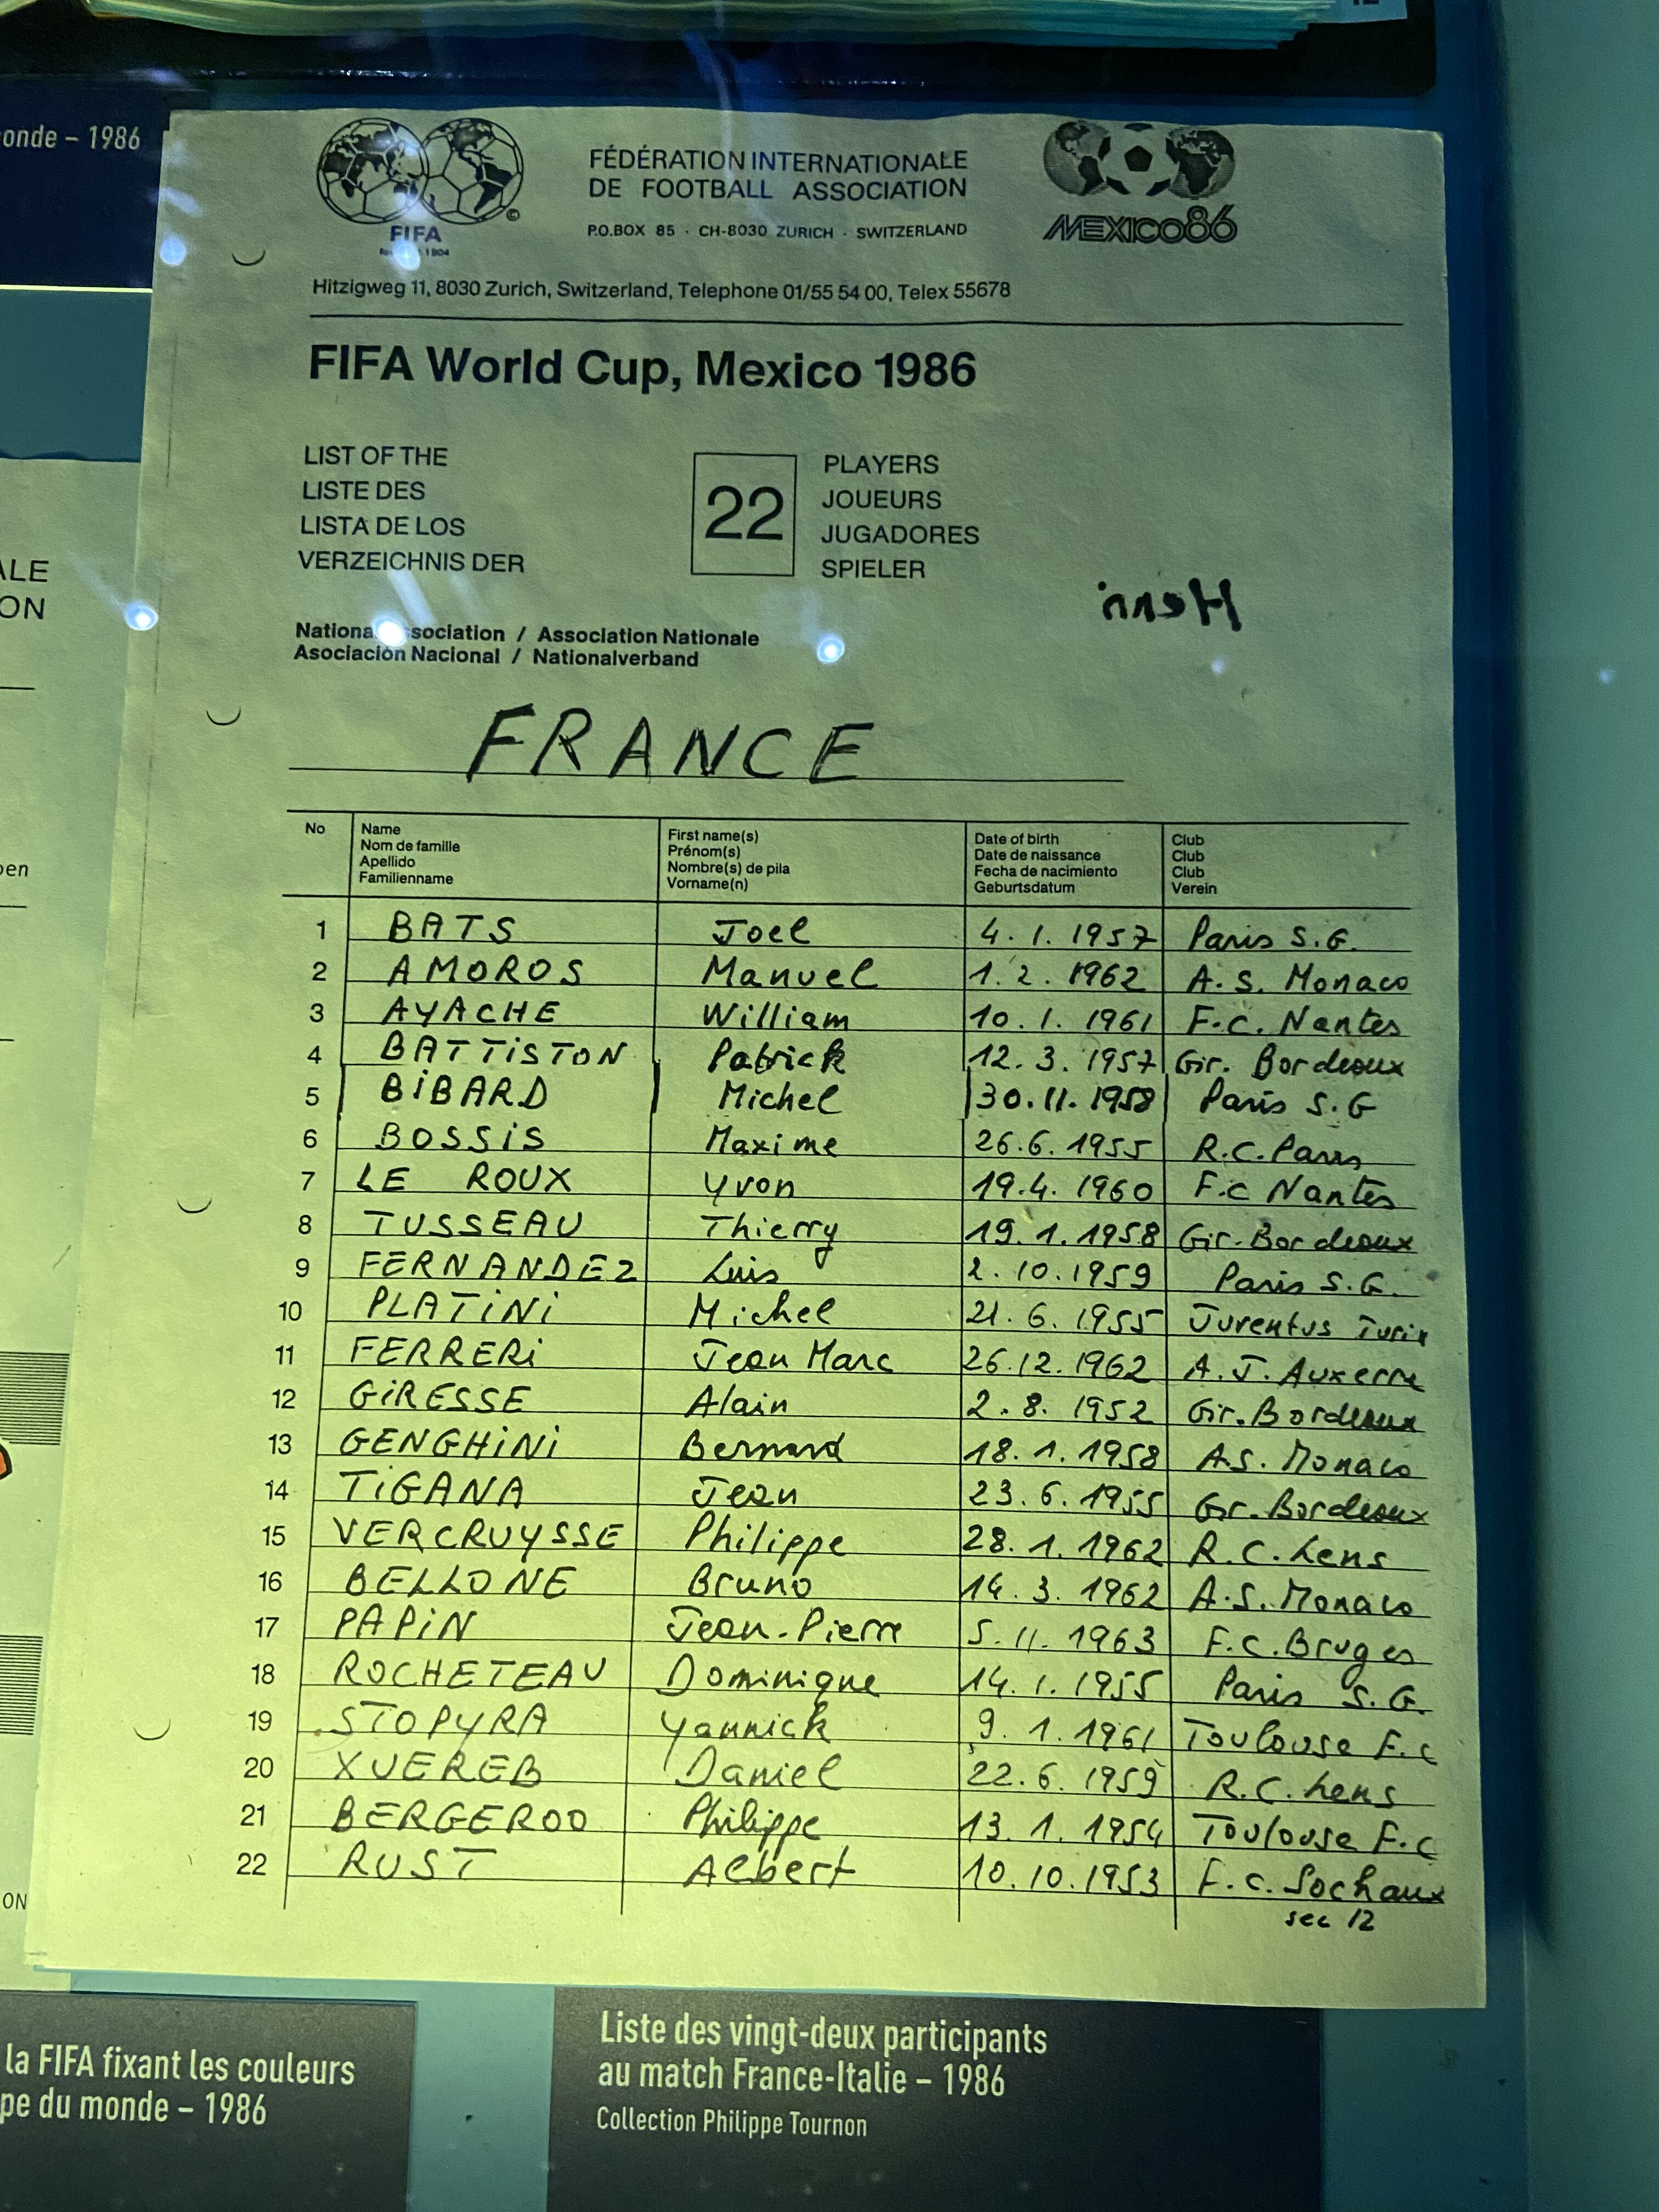 onde – 1986
FÉDÉRATION INTERNATIONALE
DE FOOTBALL ASSOCIATION
P.O.BOX 85 · CH-8030 ZURICH · SWITZERLAND
FIFA
MEXICO86
Hitzigweg 11, 8030 Zurich, Switzerland, Telephone 01/55 54 00, Telex 55678
FIFA World Cup, Mexico 1986
LIST OF THE
LISTE DES
LISTA DE LOS
VERZEICHNIS DER
22
PLAYERS
JOUEURS
JUGADORES
SPIELER
ALE
ON
Association / Association Nationale
Asociación Nacional / Nationalverband
FRANCE
No
Name
Nom de famille
Apellido
Familienname
First name(s)
Prénom(s)
Nombre(s) de pila
Vorname(n)
Date of birth
Date de naissance
Fecha de nacimiento
Geburtsdatum
Club
Club
Club
Verein
1 BATS Joel 4.1.1957 Paris S.G.
2 AMOROS Manuel 1.2.1962 A.S. Monaco
3 AYACHE William 10.1.1961 F.C. Nantes
4 BATTiSTON Patrick 12.3.1957 Gir. Bordeaux
5 BiBARD Michel 30.11.1958 Paris S.G
6 BOSSiS Maxime 26.6.1955 R.C.Paris
7 LE ROUX Yvon 19.4.1960 F.c Nantes
8 TUSSEAU Thierry 19.1.1958 Gir.Bordeaux
9 FERNANDEZ Luis 2.10.1959 Paris S.G.
10 PLATiNi Michel 21.6.1955 Juventus Turin
11 FERRERi Jean Marc 26.12.1962 A.J.Auxerre
12 GiRESSE Alain 2.8.1952 Gir.Bordeaux
13 GENGHiNi Bernard 18.1.1958 A.S. Monaco
14 TiGANA Jean 23.6.1955 Gir.Bordeaux
15 VERCRUYSSE Philippe 28.1.1962 R.C.Lens
16 BELLONE Bruno 14.3.1962 A.S.Monaco
17 PAPiN Jean-Pierre 5.11.1963 F.C.Bruges
18 ROCHETEAU Dominique 14.1.1955 Paris S.G.
19 STOPYRA Yannick 9.1.1961 Toulouse F.c
20 XUEREB Daniel 22.6.1959 R.C.Lens
21 BERGEROO Philippe 13.1.1954 Toulouse F.C
22 RUST Albert 10.10.1953 F.C.Sochaux
sec 12
ON
la FIFA fixant les couleurs
pe du monde – 1986
Liste des vingt-deux participants
au match France-Italie – 1986
Collection Philippe Tournon